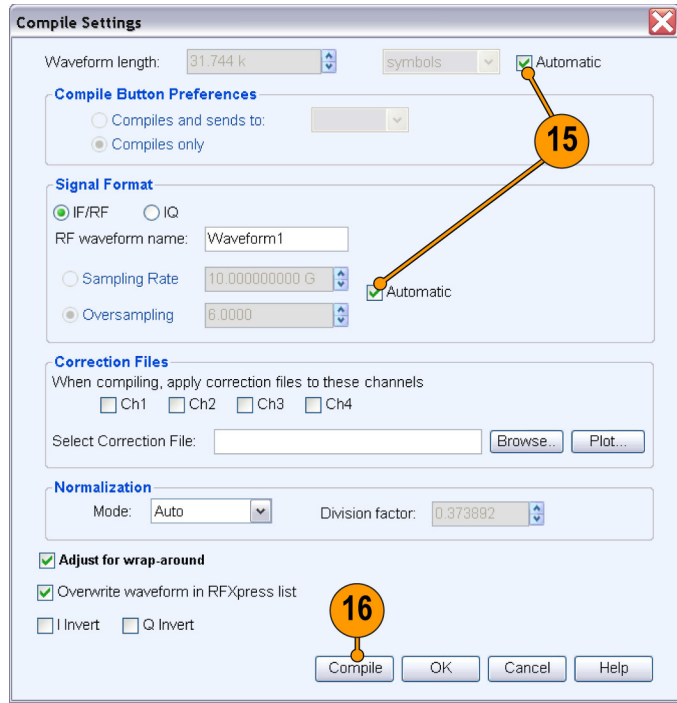 Compile Settings
Waveform length: 31.744 k symbols Automatic
Compile Button Preferences
Compiles and sends to:
Compiles only
15
Signal Format
IF/RF IQ
RF waveform name: Waveform1
Sampling Rate 10.000000000 G
Automatic
Oversampling 6.0000
Correction Files
When compiling, apply correction files to these channels
Ch1 Ch2 Ch3 Ch4
Select Correction File: Browse.. Plot...
Normalization
Mode: Auto Division factor: 0.373892
Adjust for wrap-around
Overwrite waveform in RFXpress list
16
I Invert Q Invert
Compile OK Cancel Help